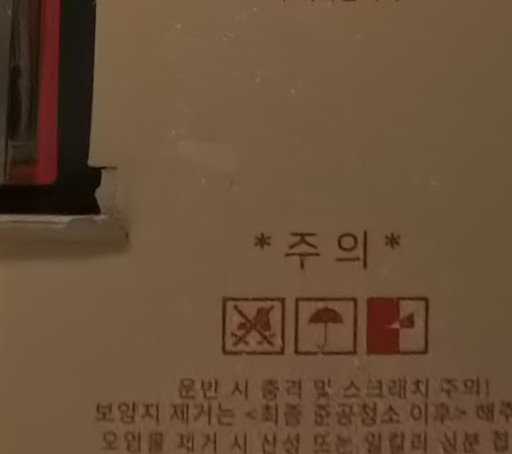 * 주 의 *
운반 시 충격 및 스크래치 주의!
보양지 제거는 <최종 준공청소 이후> 해주
오염물 제거 시 산성 또는 알칼리 성분